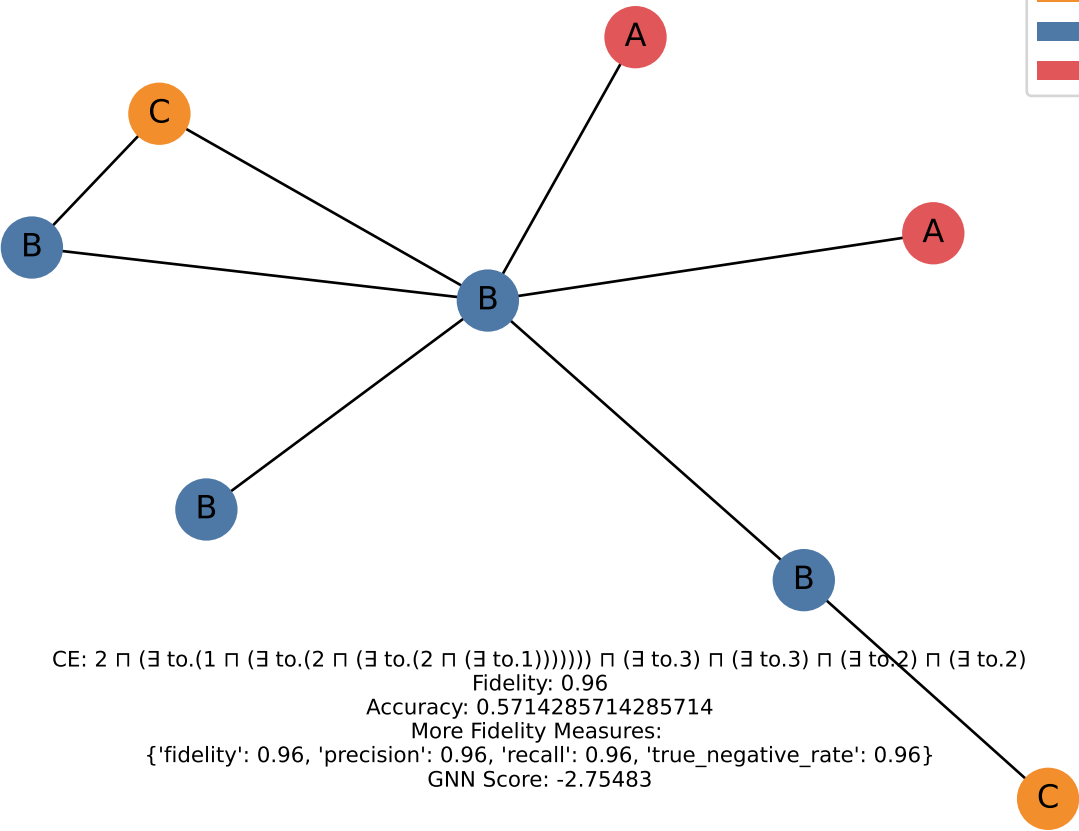 A
C
A
B
B
B
B
CE: 2 ⊓ (∃ to.(1 ⊓ (∃ to.(2 ⊓ (∃ to.(2 ⊓ (∃ to.1))))))) ⊓ (∃ to.3) ⊓ (∃ to.3) ⊓ (∃ to.2) ⊓ (∃ to.2)
Fidelity: 0.96
Accuracy: 0.5714285714285714
More Fidelity Measures:
{'fidelity': 0.96, 'precision': 0.96, 'recall': 0.96, 'true_negative_rate': 0.96}
GNN Score: -2.75483
C